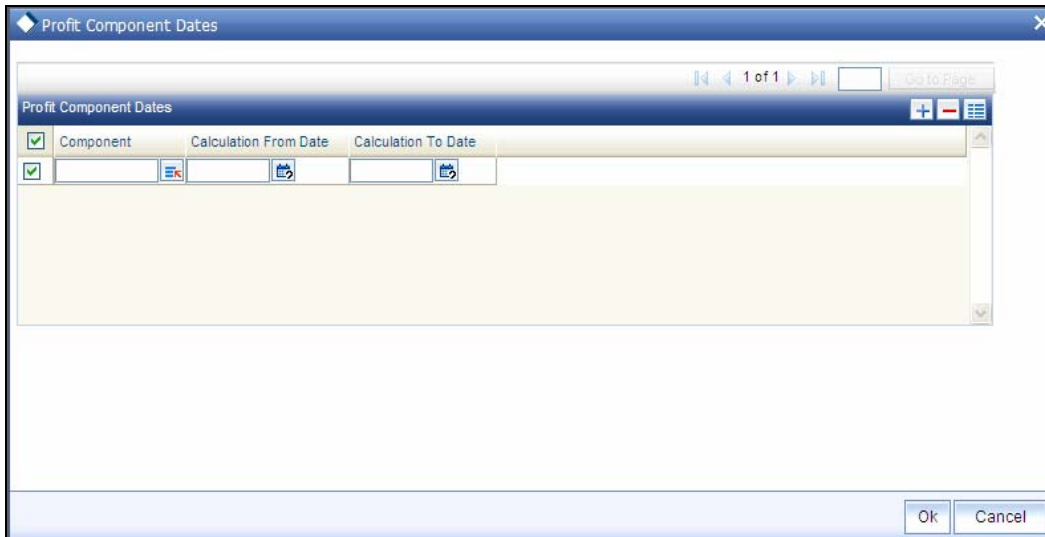 Profit Component Dates
1 of 1 Go to Page
Profit Component Dates
Component Calculation From Date Calculation To Date
Ok Cancel